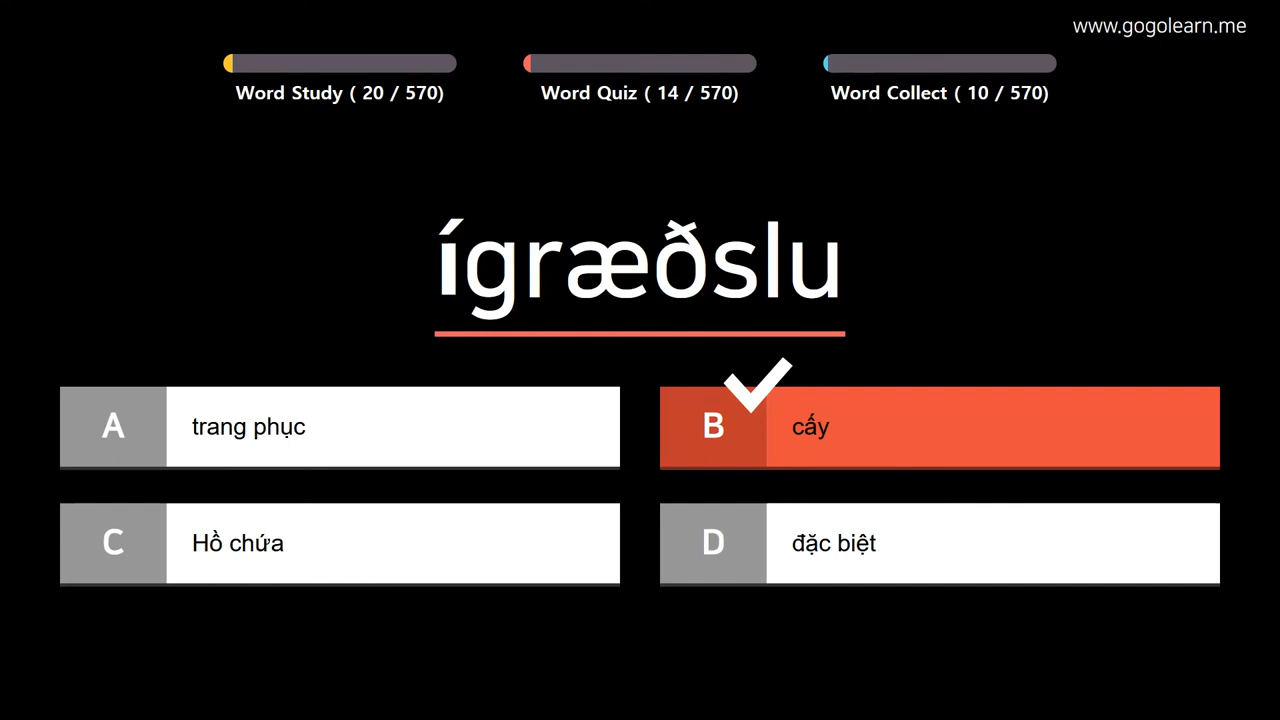 www.gogolearn.me
Word Study ( 20 / 570)
Word Quiz ( 14 / 570)
Word Collect ( 10 / 570)
ígræðslu
A
trang phục
B
cấy
C
Hồ chứa
D
đặc biệt